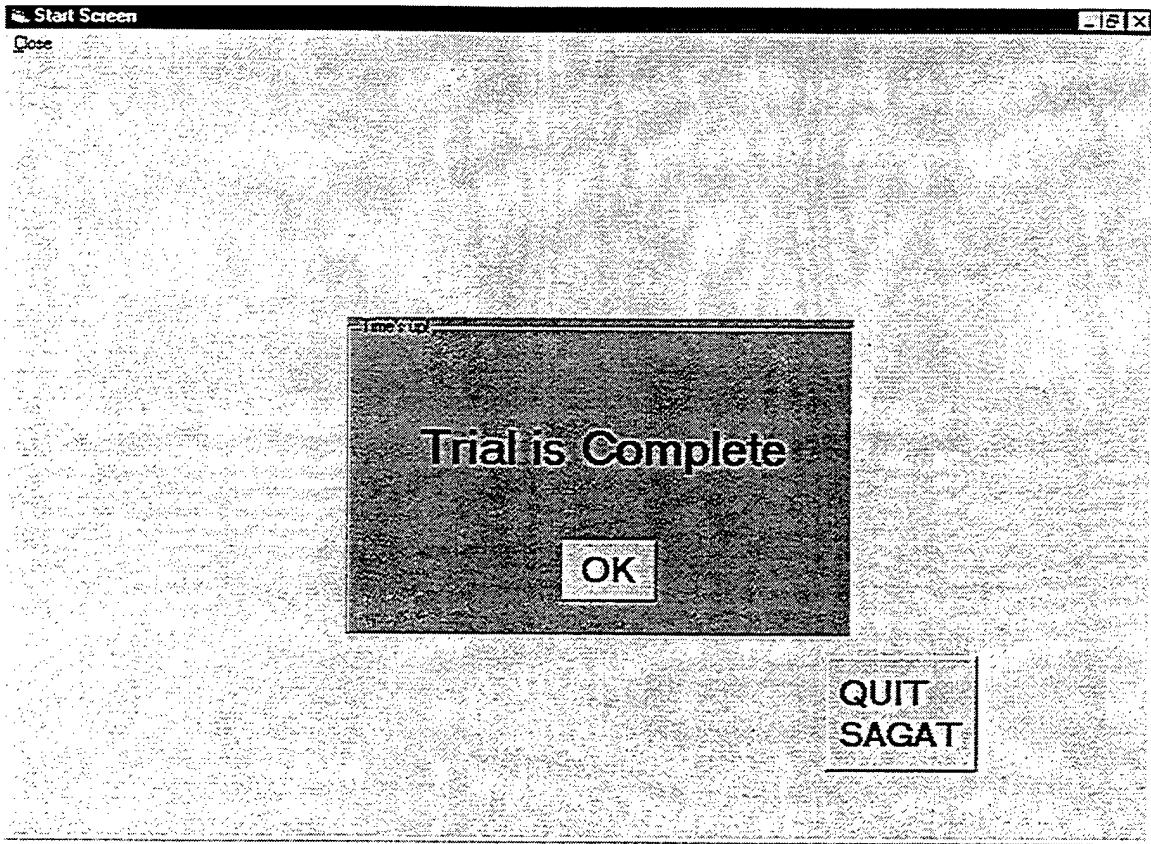 Start Screen
Close
Time's up!
Trial is Complete
OK
QUIT
SAGAT